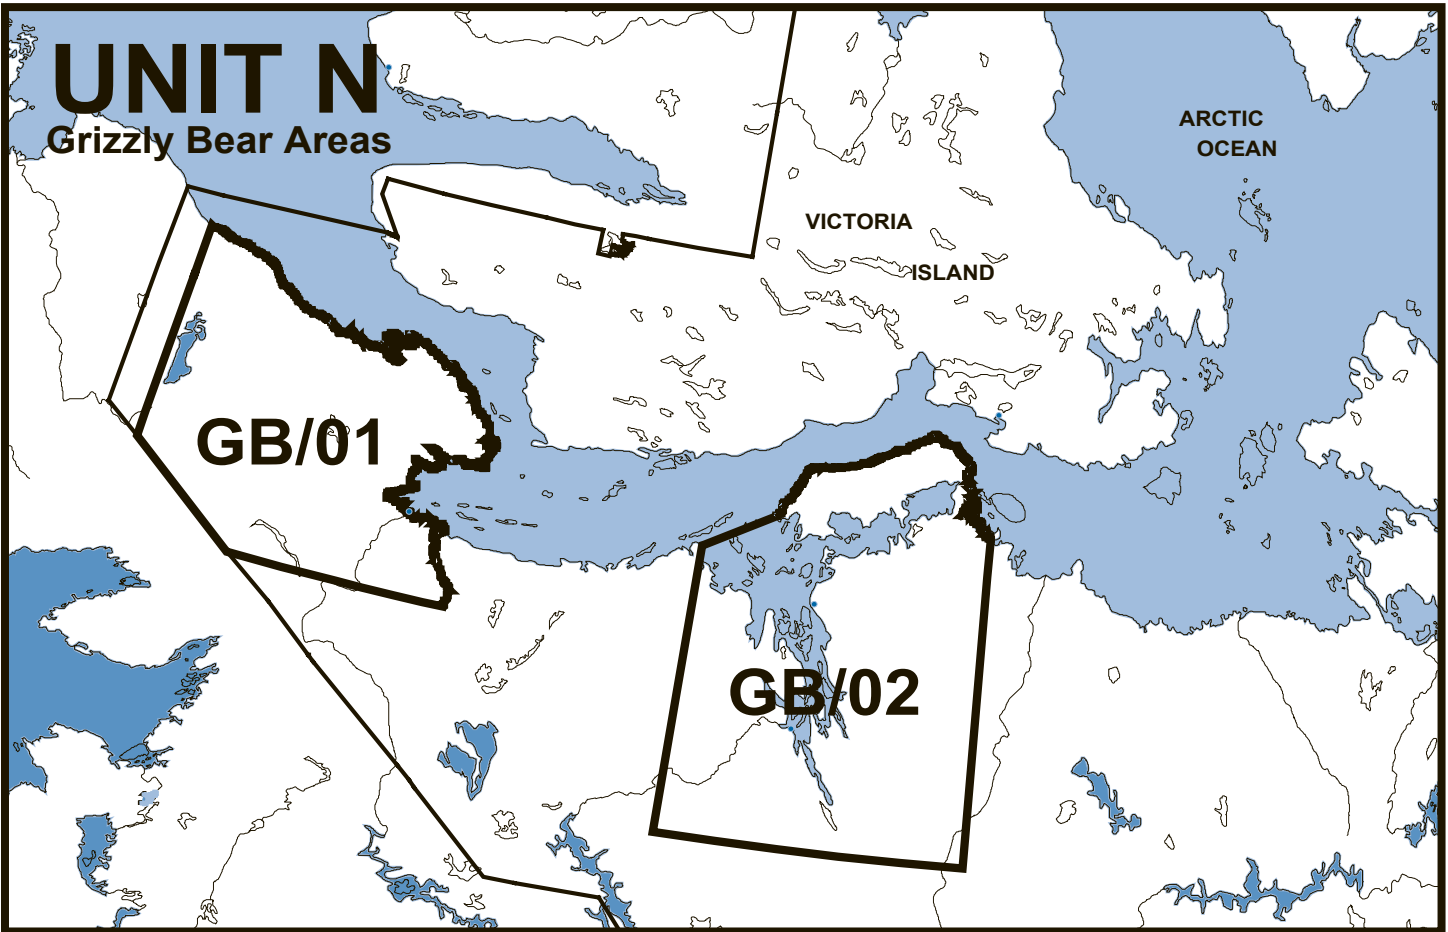 UNIT N
Grizzly Bear Areas
ARCTIC
OCEAN
VICTORIA
ISLAND
GB/01
GB/02